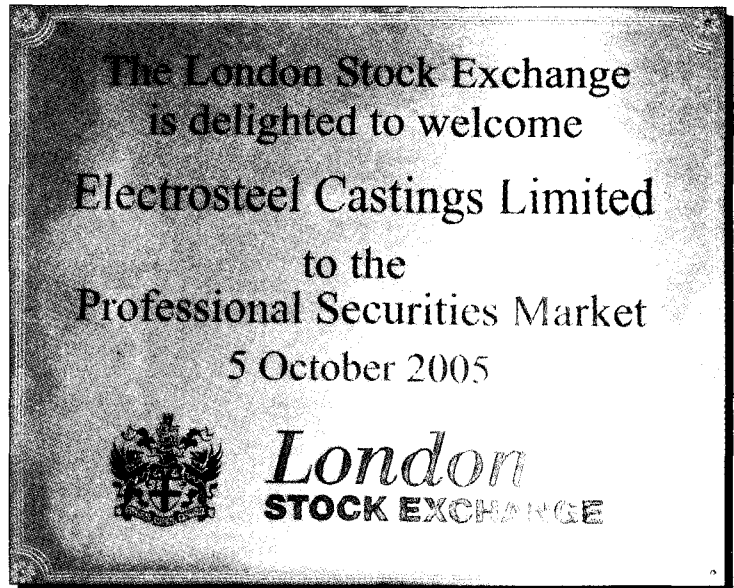 The London Stock Exchange
is delighted to welcome
Electrosteel Castings Limited
to the
Professional Securities Market
5 October 2005
London
STOCK EXCHANGE